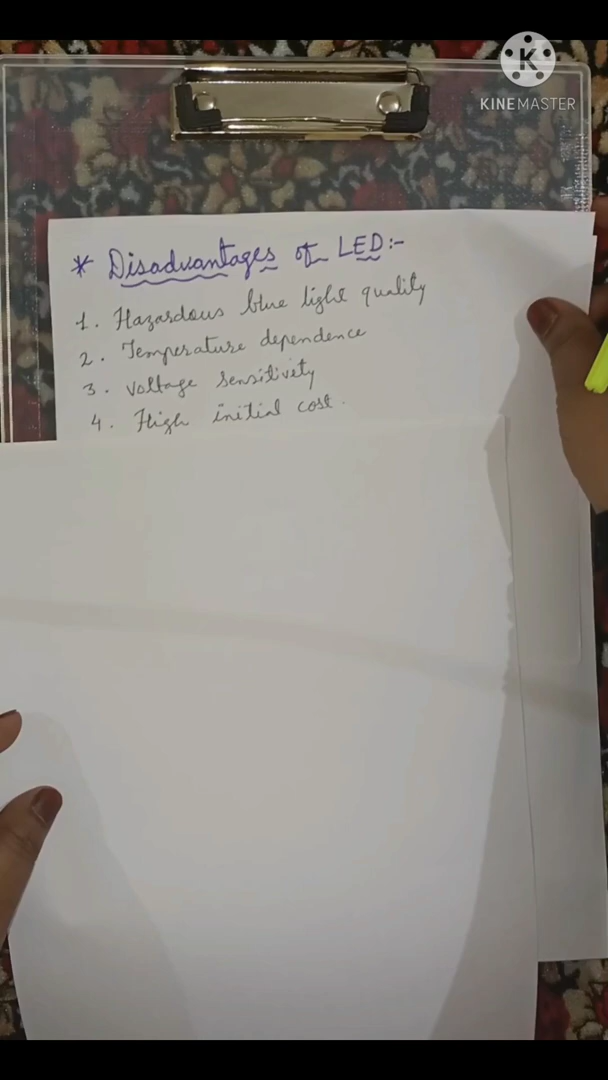 KINEMASTER
* Disadvantages of LED:-
1. Hazardous blue light quality
2. Temperature dependence
3. Voltage sensitivity
4. High initial cost.